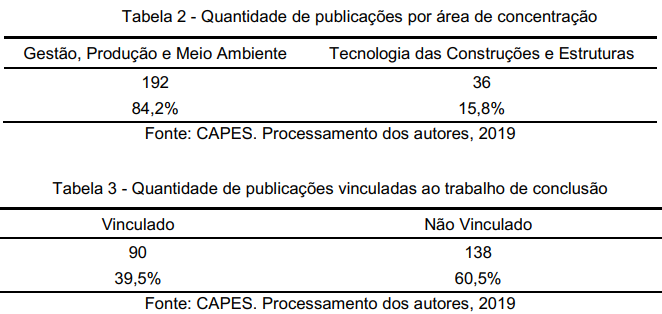 Tabela 2 - Quantidade de publicações por área de concentração
Gestão, Produção e Meio Ambiente Tecnologia das Construções e Estruturas
192 36
84,2% 15,8%
Fonte: CAPES. Processamento dos autores, 2019
Tabela 3 - Quantidade de publicações vinculadas ao trabalho de conclusão
Vinculado Não Vinculado
90 138
39,5% 60,5%
Fonte: CAPES. Processamento dos autores, 2019